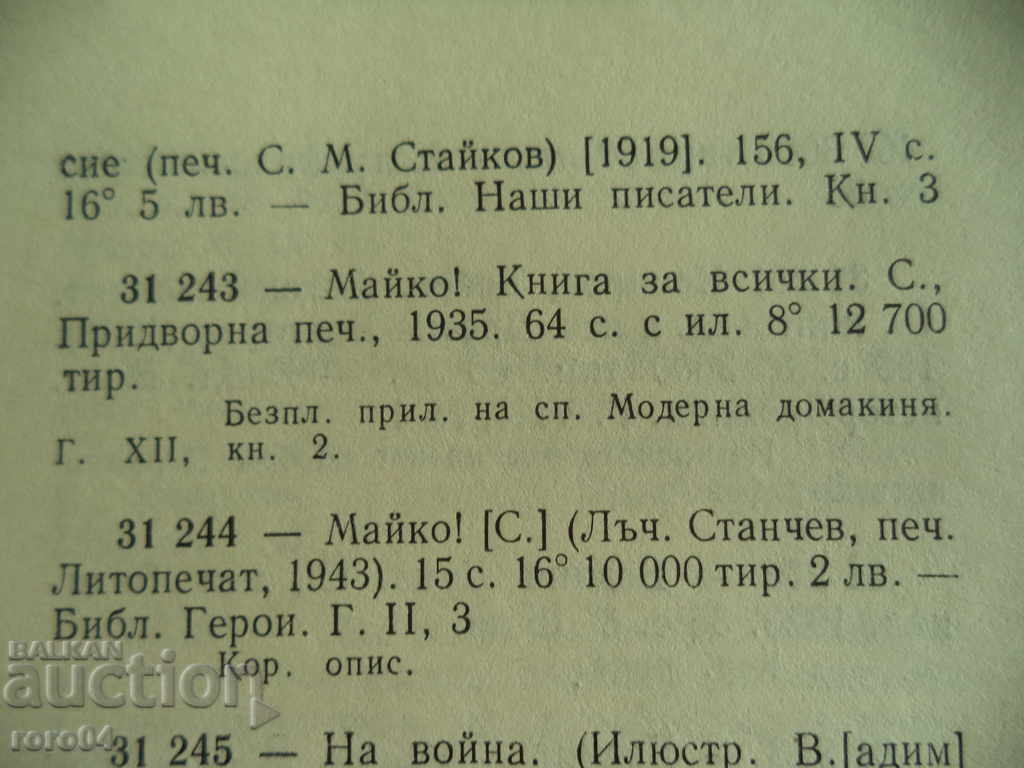 сие (печ. С. М. Стайков) [1919]. 156, IV с.
16° 5 лв. — Библ. Наши писатели. Кн. 3
31 243 — Майко! Книга за всички. С.,
Придворна печ., 1935. 64 с. с ил. 8° 12 700
тир.
Безпл. прил. на сп. Модерна домакиня.
Г. XII, кн. 2.
31 244 — Майко! [С.] (Лъч. Станчев, печ.
Литопечат, 1943). 15 с. 16° 10 000 тир. 2 лв. —
Библ. Герои. Г. II, 3
Кор. опис.
31 245 — На война. (Илюстр. В.[адим]
BALKAN
auction
roro04